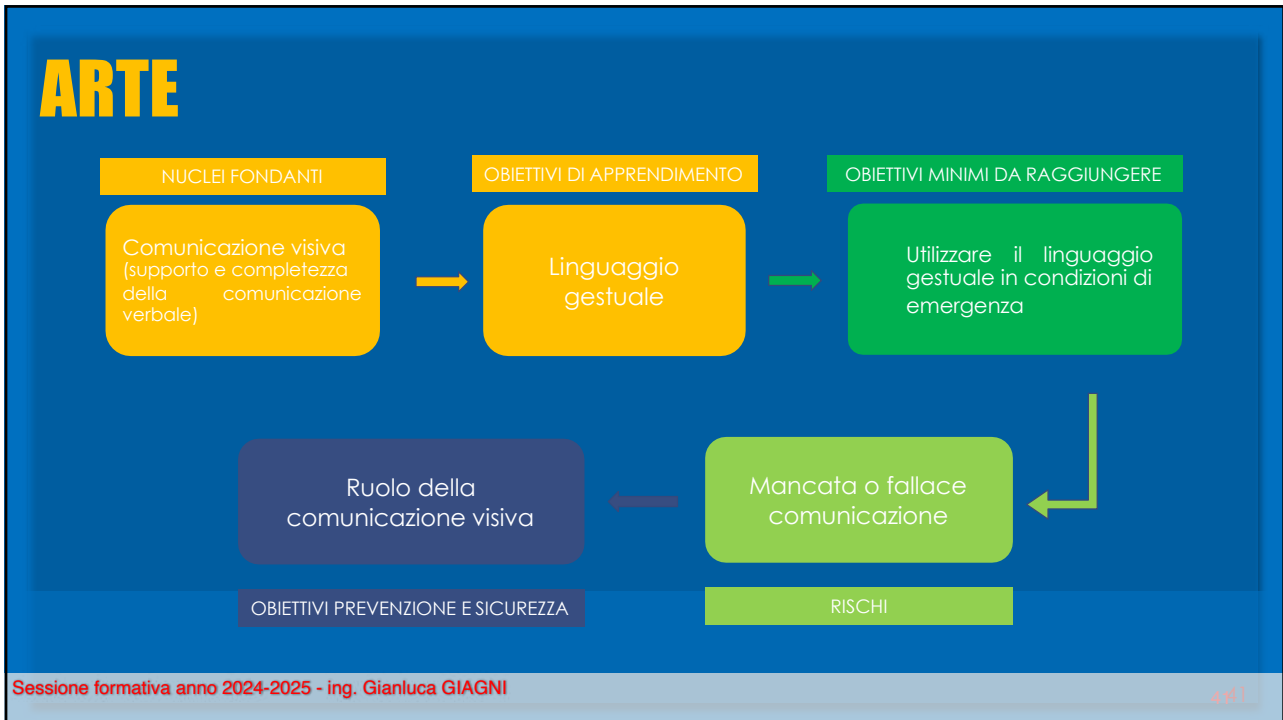 ARTE
NUCLEI FONDANTI
OBIETTIVI DI APPRENDIMENTO
OBIETTIVI MINIMI DA RAGGIUNGERE
Comunicazione visiva
(supporto e completezza
della comunicazione
verbale)
Linguaggio
gestuale
Utilizzare il linguaggio
gestuale in condizioni di
emergenza
Ruolo della
comunicazione visiva
Mancata o fallace
comunicazione
OBIETTIVI PREVENZIONE E SICUREZZA
RISCHI
Sessione formativa anno 2024-2025 - ing. Gianluca GIAGNI